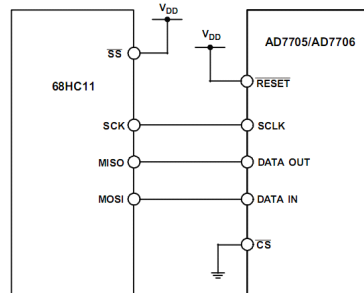 VDD
VDD
AD7705/AD7706
SS
RESET
68HC11
SCK
SCLK
MISO
DATA OUT
MOSI
DATA IN
CS